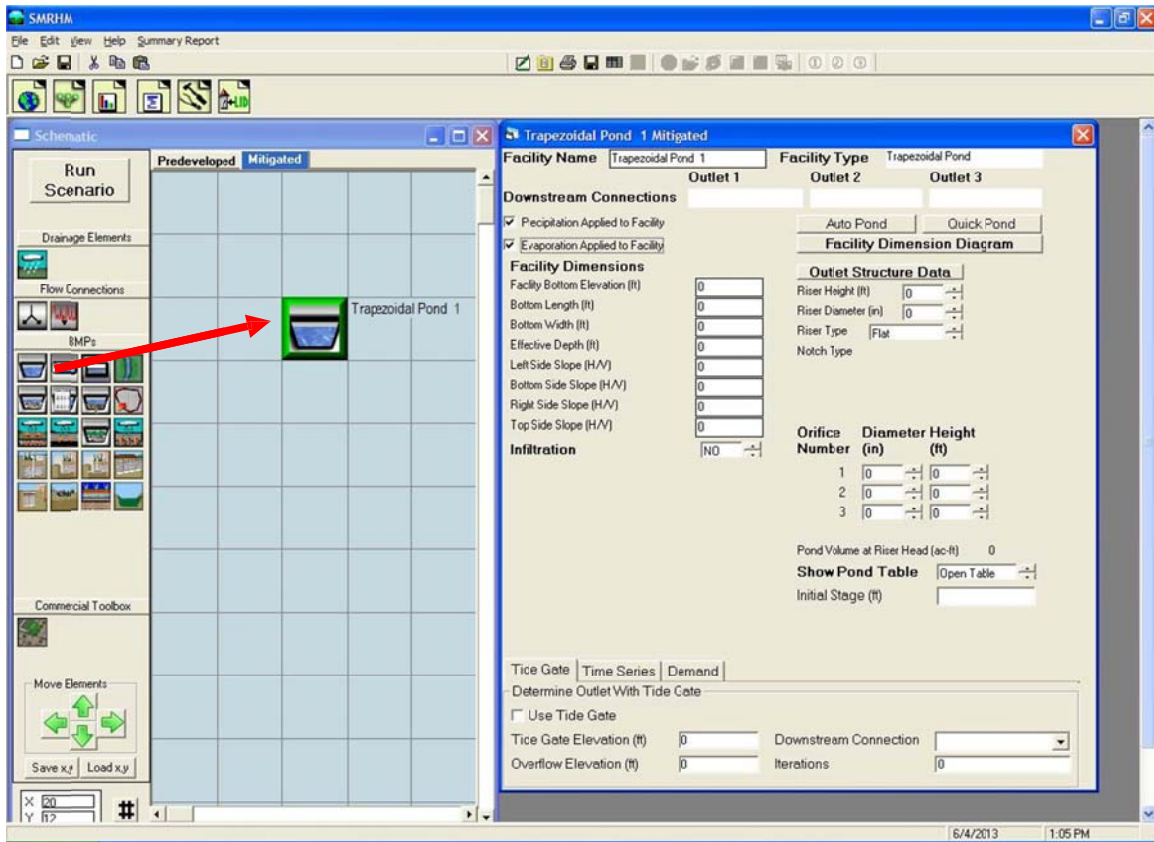 SMRHM
File Edit View Help Summary Report
Schematic
Run
Scenario
Predeveloped Mitigated
Drainage Elements
Flow Connections
BMPs
Commercial Toolbox
Move Elements
Save x,y Load x,y
X 20
Y 12
#
Trapezoidal Pond 1
Trapezoidal Pond 1 Mitigated
Facility Name Trapezoidal Pond 1 Facility Type Trapezoidal Pond
Outlet 1 Outlet 2 Outlet 3
Downstream Connections
Pecipitation Applied to Facility Auto Pond Quick Pond
Evaporation Applied to Facility Facility Dimension Diagram
Facility Dimensions Outlet Structure Data
Facility Bottom Elevation (ft) 0 Riser Height (ft) 0
Bottom Length (ft) 0 Riser Diameter (in) 0
Bottom Width (ft) 0 Riser Type Flat
Effective Depth (ft) 0 Notch Type
Left Side Slope (H/V) 0
Bottom Side Slope (H/V) 0
Right Side Slope (H/V) 0
Top Side Slope (H/V) 0
Infiltration NO
Orifice Diameter Height
Number (in) (ft)
1 0 0
2 0 0
3 0 0
Pond Volume at Riser Head (ac-ft) 0
Show Pond Table Open Table
Initial Stage (ft)
Tice Gate Time Series Demand
Determine Outlet With Tide Gate
Use Tide Gate
Tice Gate Elevation (ft) 0 Downstream Connection
Overflow Elevation (ft) 0 Iterations 0
6/4/2013 1:05 PM